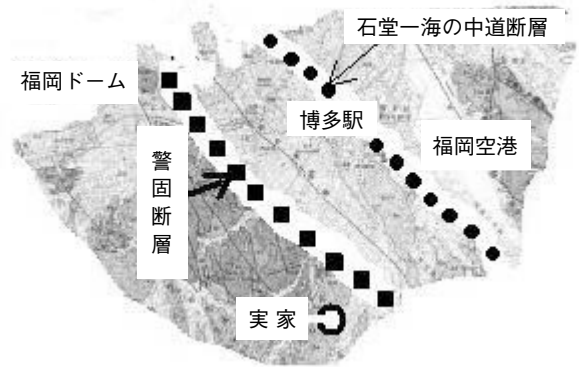 石堂一海の中道断層
福岡ドーム
博多駅
福岡空港
警固断層
実家